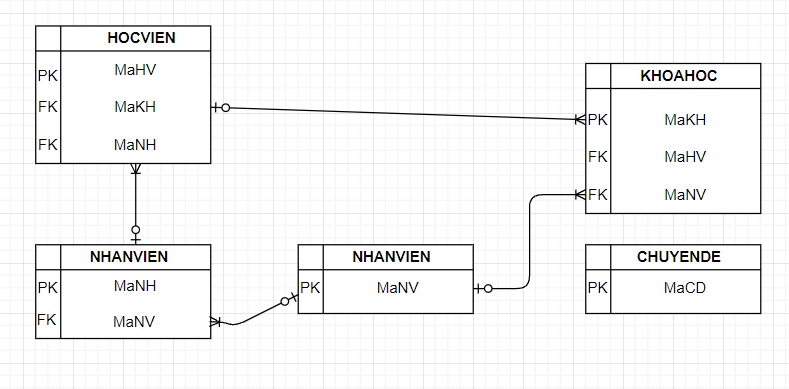 HOCVIEN
PK MaHV
FK MaKH
FK MaNH
KHOAHOC
PK MaKH
FK MaHV
FK MaNV
NHANVIEN
PK MaNH
FK MaNV
NHANVIEN
PK MaNV
CHUYENDE
PK MaCD